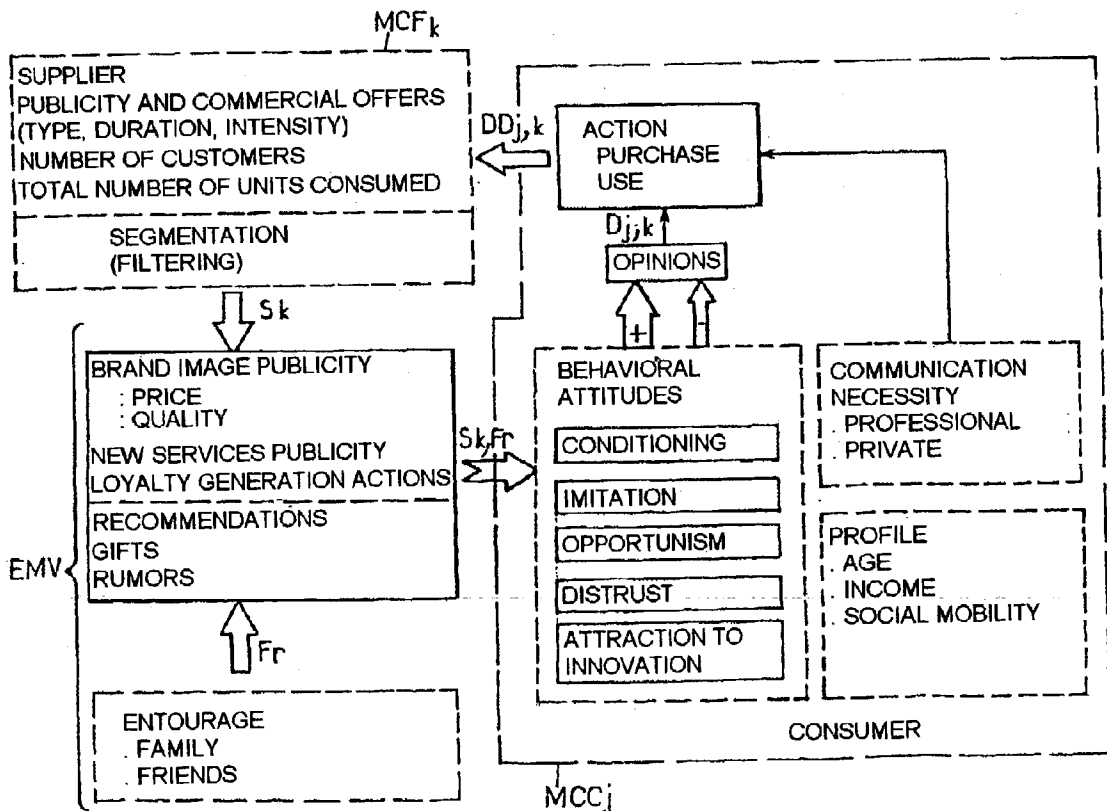 MCFk
SUPPLIER
PUBLICITY AND COMMERCIAL OFFERS
(TYPE, DURATION, INTENSITY)
NUMBER OF CUSTOMERS
TOTAL NUMBER OF UNITS CONSUMED
SEGMENTATION
(FILTERING)
Sk
EMV
BRAND IMAGE PUBLICITY
: PRICE
: QUALITY
NEW SERVICES PUBLICITY
LOYALTY GENERATION ACTIONS
RECOMMENDATIONS
GIFTS
RUMORS
Fr
ENTOURAGE
. FAMILY
. FRIENDS
Sk,Fr
DDj,k
ACTION
PURCHASE
USE
Dj,k
OPINIONS
+
-
BEHAVIORAL
ATTITUDES
CONDITIONING
IMITATION
OPPORTUNISM
DISTRUST
ATTRACTION TO
INNOVATION
COMMUNICATION
NECESSITY
. PROFESSIONAL
. PRIVATE
PROFILE
. AGE
. INCOME
. SOCIAL MOBILITY
CONSUMER
MCCj